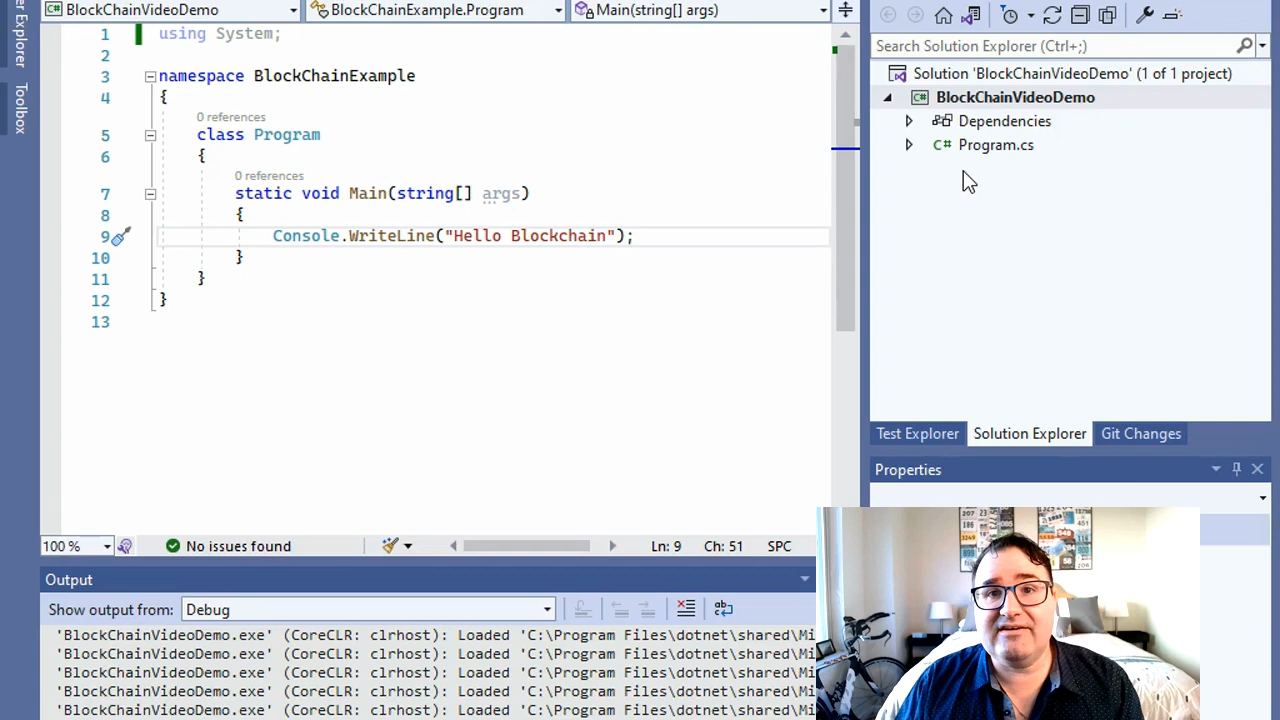 er Explorer
Toolbox
BlockChainVideoDemo
BlockChainExample.Program
Main(string[] args)
1 using System;
2
3 namespace BlockChainExample
4 {
0 references
5 class Program
6 {
0 references
7 static void Main(string[] args)
8 {
9 Console.WriteLine("Hello Blockchain");
10 }
11 }
12 }
13
100 %
No issues found
Ln: 9 Ch: 51 SPC
Output
Show output from: Debug
'BlockChainVideoDemo.exe' (CoreCLR: clrhost): Loaded 'C:\Program Files\dotnet\shared\Mi
'BlockChainVideoDemo.exe' (CoreCLR: clrhost): Loaded 'C:\Program Files\dotnet\shared\Mi
'BlockChainVideoDemo.exe' (CoreCLR: clrhost): Loaded 'C:\Program Files\dotnet\shared\Mi
'BlockChainVideoDemo.exe' (CoreCLR: clrhost): Loaded 'C:\Program Files\dotnet\shared\Mi
'BlockChainVideoDemo.exe' (CoreCLR: clrhost): Loaded 'C:\Program Files\dotnet\shared\Mi
Search Solution Explorer (Ctrl+;)
Solution 'BlockChainVideoDemo' (1 of 1 project)
C# BlockChainVideoDemo
Dependencies
C# Program.cs
Test Explorer Solution Explorer Git Changes
Properties